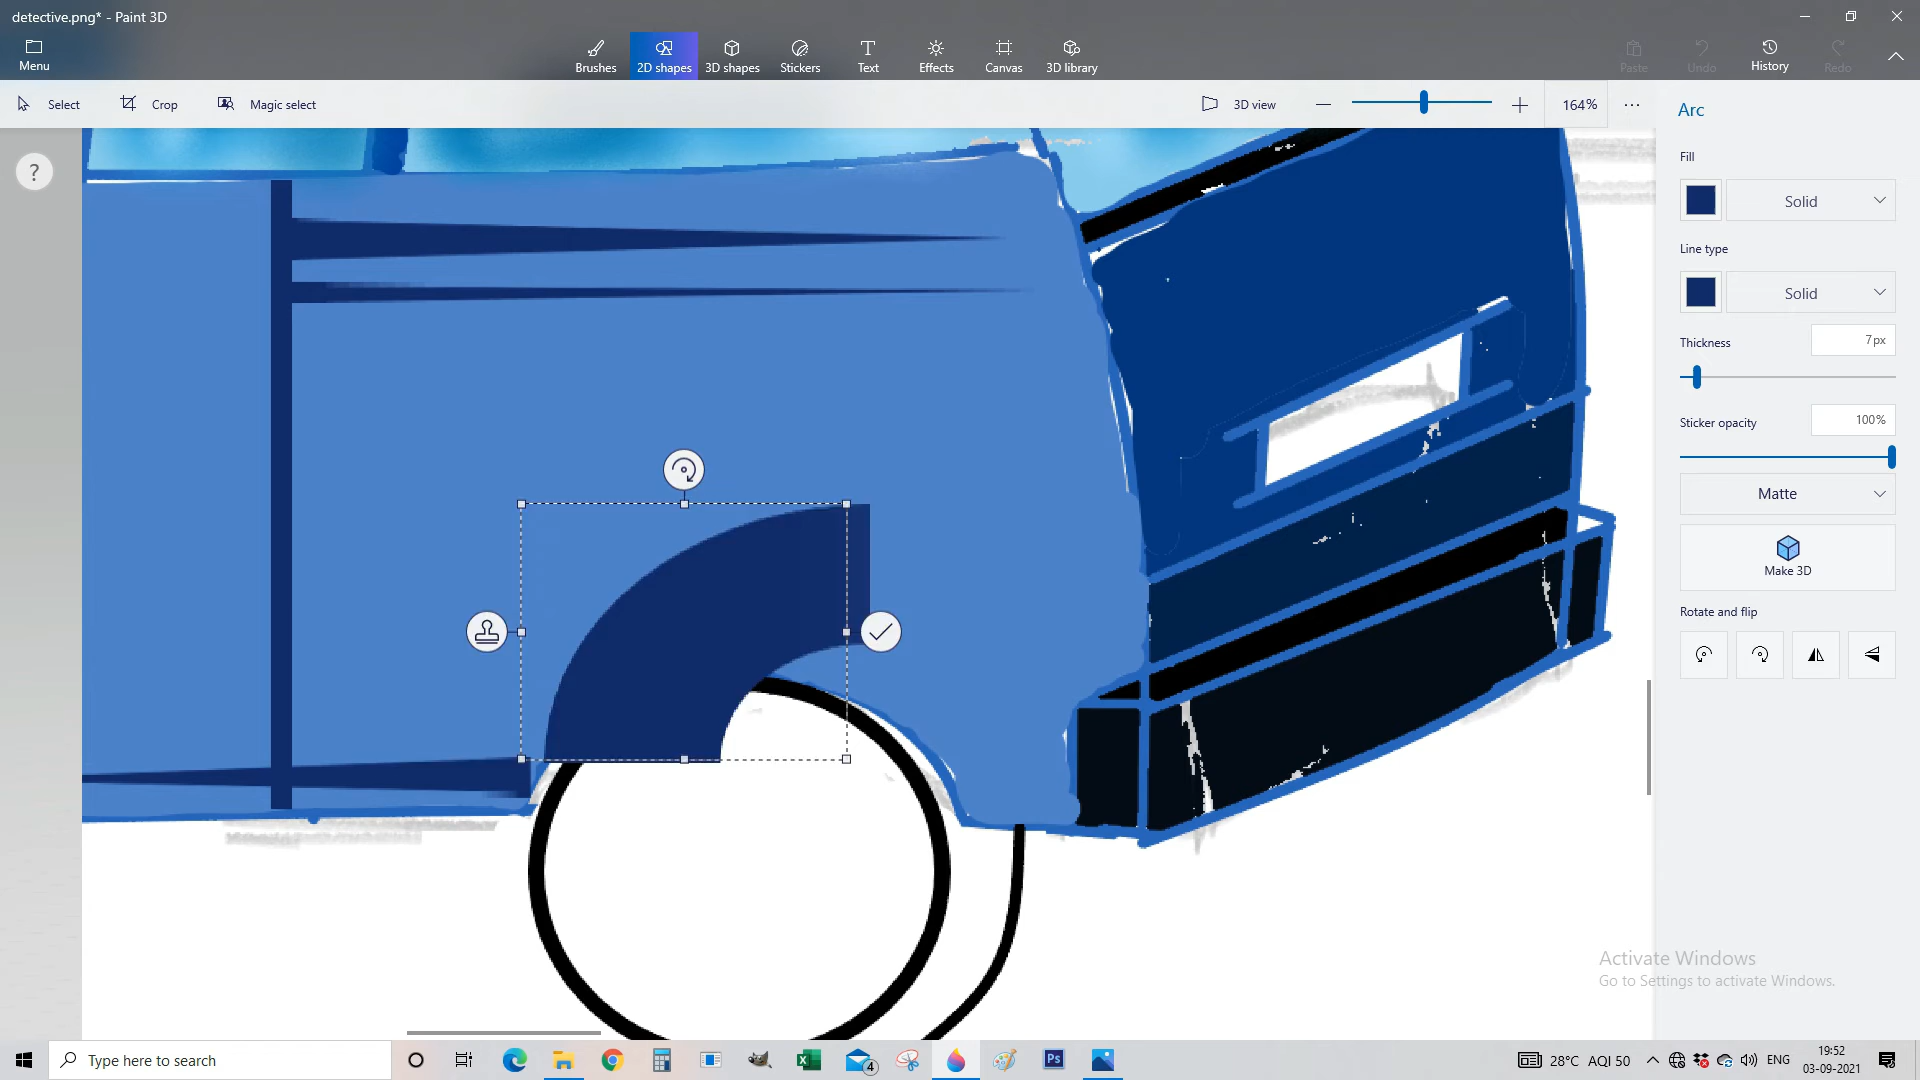 detective.png* - Paint 3D
Menu
Brushes
2D shapes
3D shapes
Stickers
Text
Effects
Canvas
3D library
Paste
Undo
History
Redo
Select
Crop
Magic select
3D view
164%
Arc
?
Fill
Solid
Line type
Solid
Thickness
7px
Sticker opacity
100%
Matte
Make 3D
Rotate and flip
Activate Windows
Go to Settings to activate Windows.
Type here to search
4
Ps
28°C AQI 50
ENG
19:52
03-09-2021